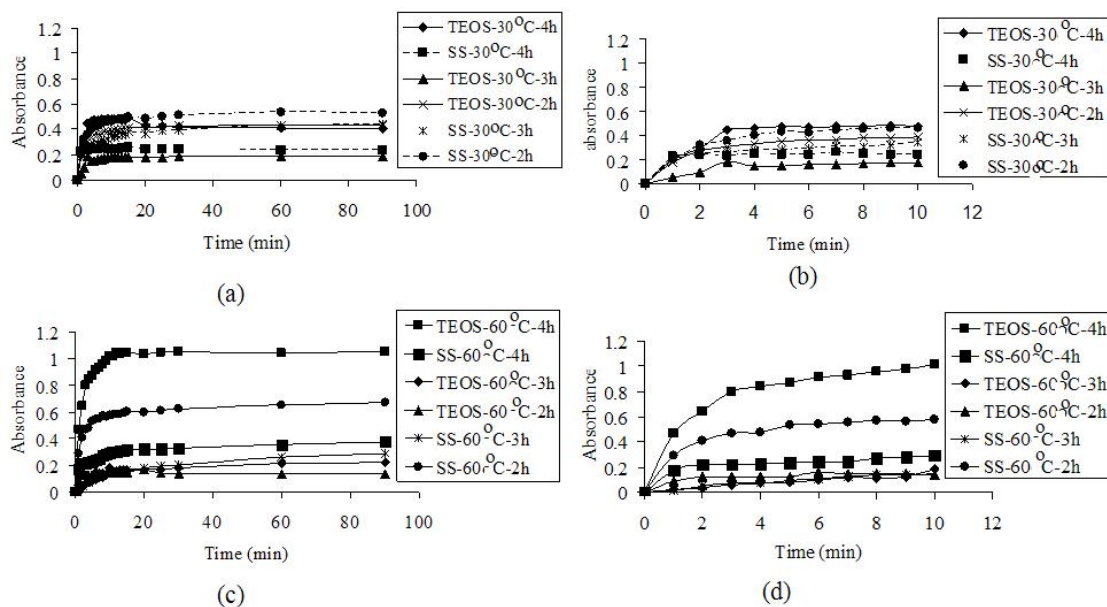 1.2
1
0.8
0.6
0.4
0.2
0
Absorbance
0 20 40 60 80 100
Time (min)
TEOS-30°C-4h
SS-30°C-4h
TEOS-30°C-3h
TEOS-30°C-2h
SS-30°C-3h
SS-30°C-2h
(a)
1.2
1
0.8
0.6
0.4
0.2
0
absorbance
0 2 4 6 8 10 12
Time (min)
TEOS-30°C-4h
SS-30°C-4h
TEOS-30°C-3h
TEOS-30°C-2h
SS-30°C-3h
SS-30°C-2h
(b)
1.2
1
0.8
0.6
0.4
0.2
0
Absorbance
0 20 40 60 80 100
Time (min)
TEOS-60°C-4h
SS-60°C-4h
TEOS-60°C-3h
TEOS-60°C-2h
SS-60°C-3h
SS-60°C-2h
(c)
1.2
1
0.8
0.6
0.4
0.2
0
Absorbance
0 2 4 6 8 10 12
Time (min)
TEOS-60°C-4h
SS-60°C-4h
TEOS-60°C-3h
TEOS-60°C-2h
SS-60°C-3h
SS-60°C-2h
(d)